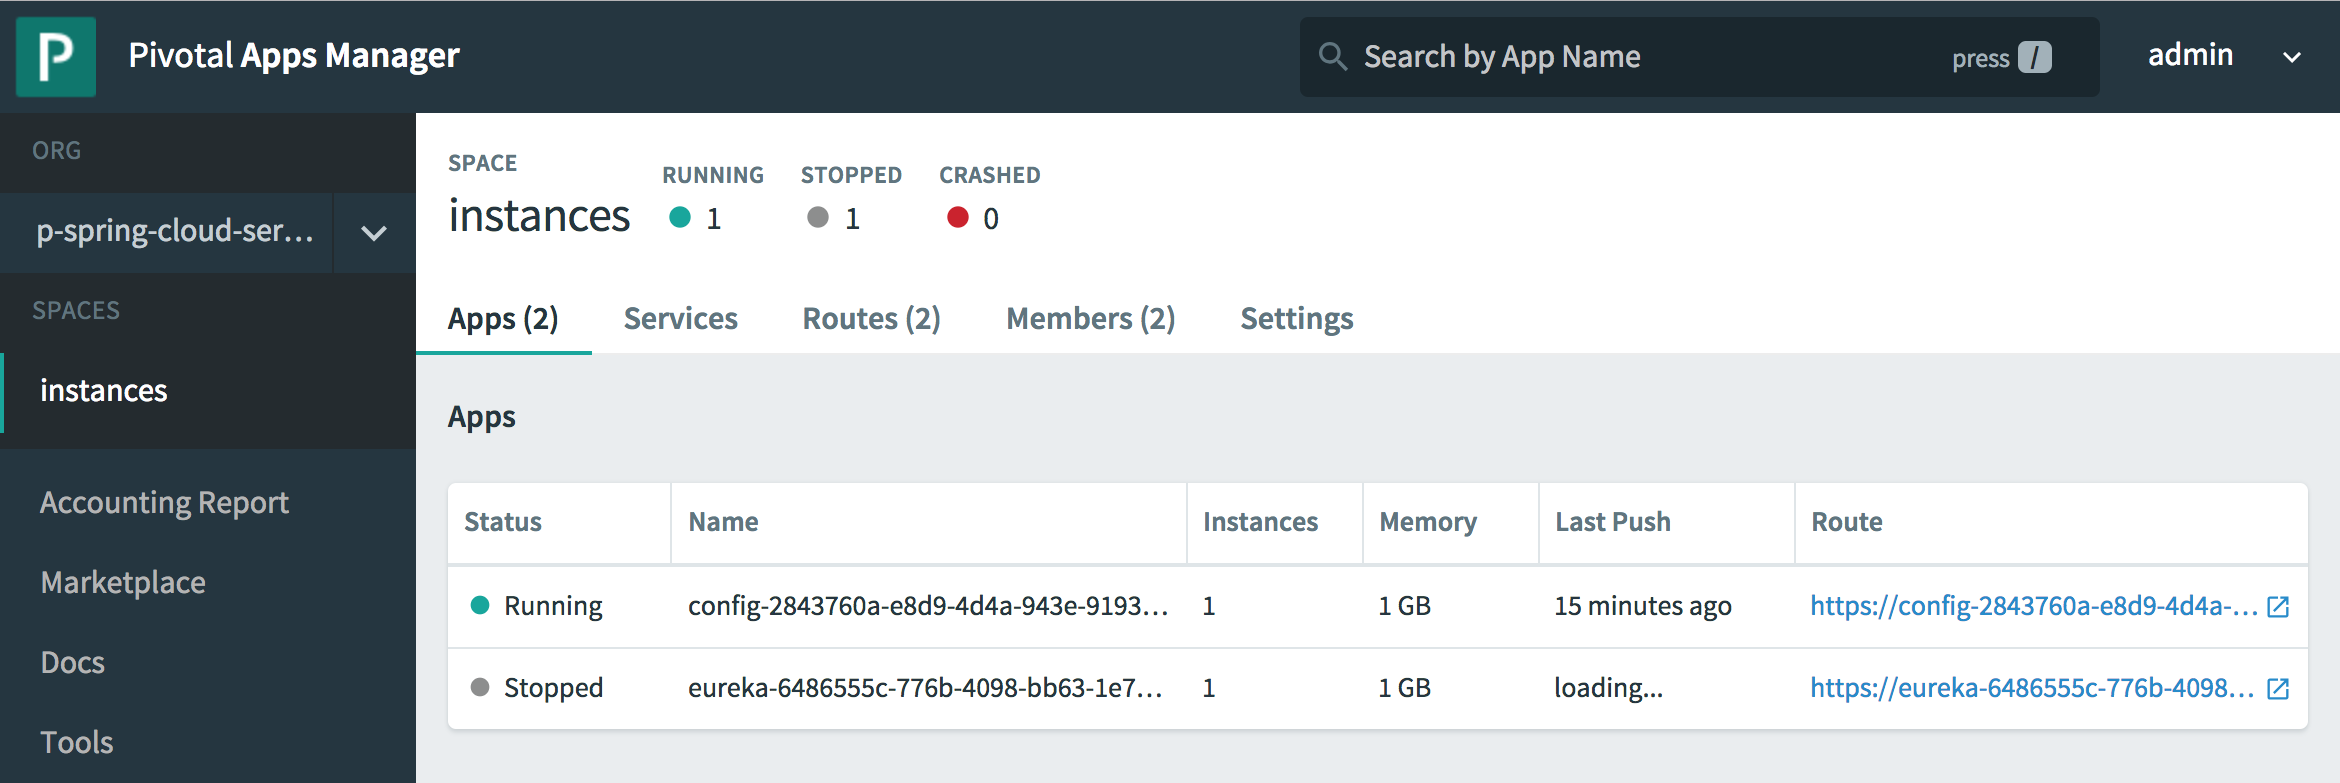 P
Pivotal Apps Manager
Search by App Name
press /
admin
ORG
p-spring-cloud-ser...
SPACES
instances
Accounting Report
Marketplace
Docs
Tools
SPACE
instances
RUNNING STOPPED CRASHED
1 1 0
Apps (2) Services Routes (2) Members (2) Settings
Apps
Status Name Instances Memory Last Push Route
Running config-2843760a-e8d9-4d4a-943e-9193... 1 1 GB 15 minutes ago https://config-2843760a-e8d9-4d4a-...
Stopped eureka-6486555c-776b-4098-bb63-1e7... 1 1 GB loading... https://eureka-6486555c-776b-4098...